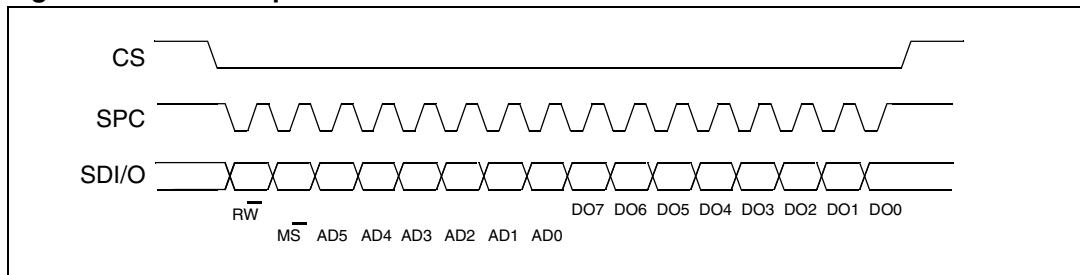 CS
SPC
SDI/O
RW̅ DO7 DO6 DO5 DO4 DO3 DO2 DO1 DO0
MS̅ AD5 AD4 AD3 AD2 AD1 AD0